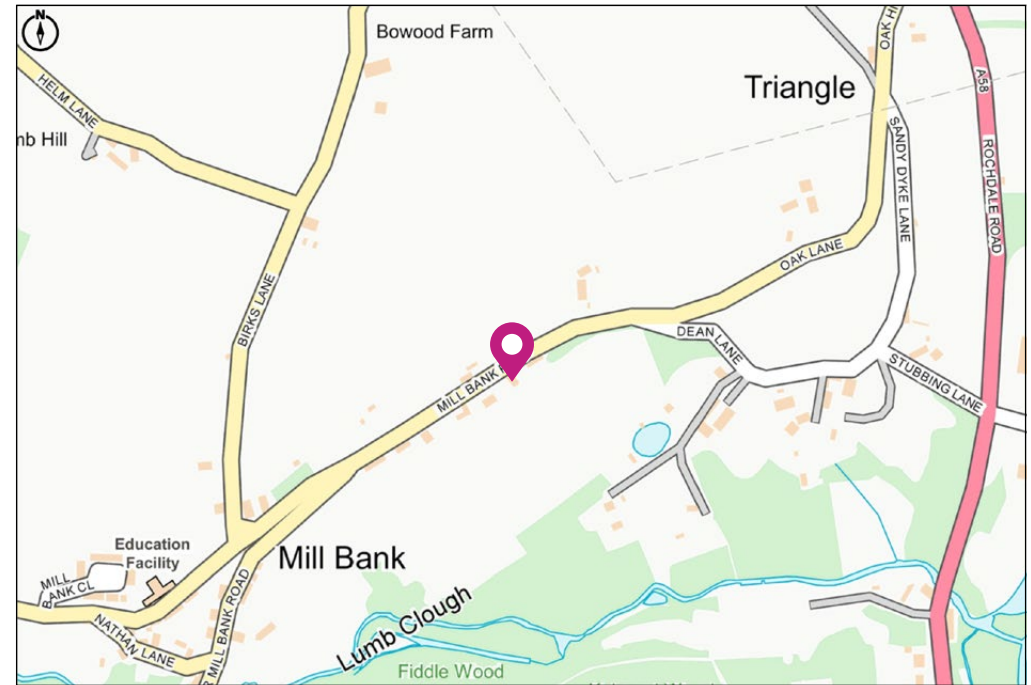 N
Bowood Farm
HELM LANE
mb Hill
Triangle
OAK HI
A58
ROCHDALE ROAD
SANDY DYKE LANE
OAK LANE
BIRKS LANE
DEAN LANE
MILL BANK
STUBBING LANE
Education
Facility
Mill Bank
MILL
BANK CL
NATHAN LANE
MILL BANK ROAD
Lumb Clough
Fiddle Wood